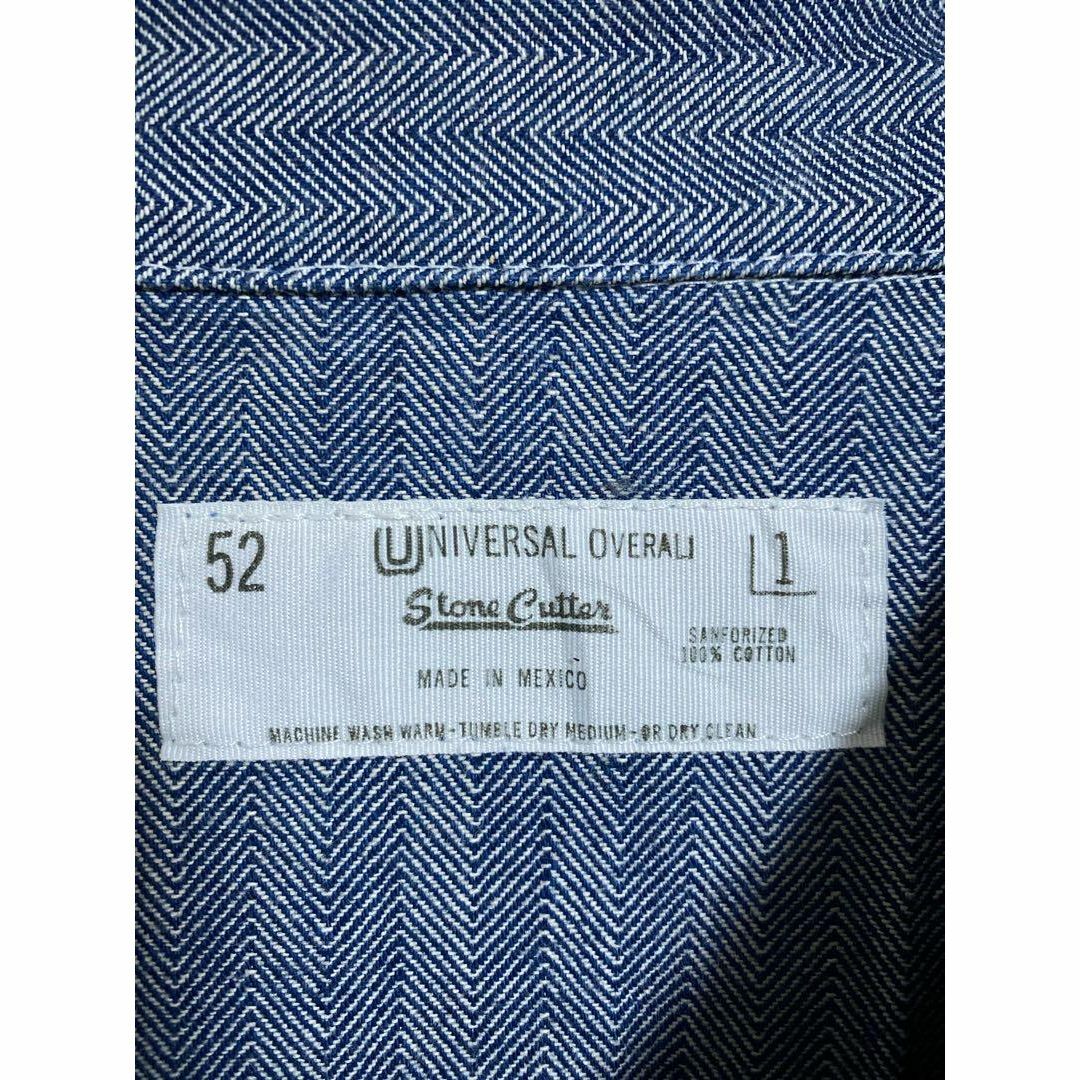 52 UNIVERSAL OVERALL L1
Stone Cutter
SANFORIZED
100% COTTON
MADE IN MEXICO
MACHINE WASH WARM-TUMBLE DRY MEDIUM-OR DRY CLEAN